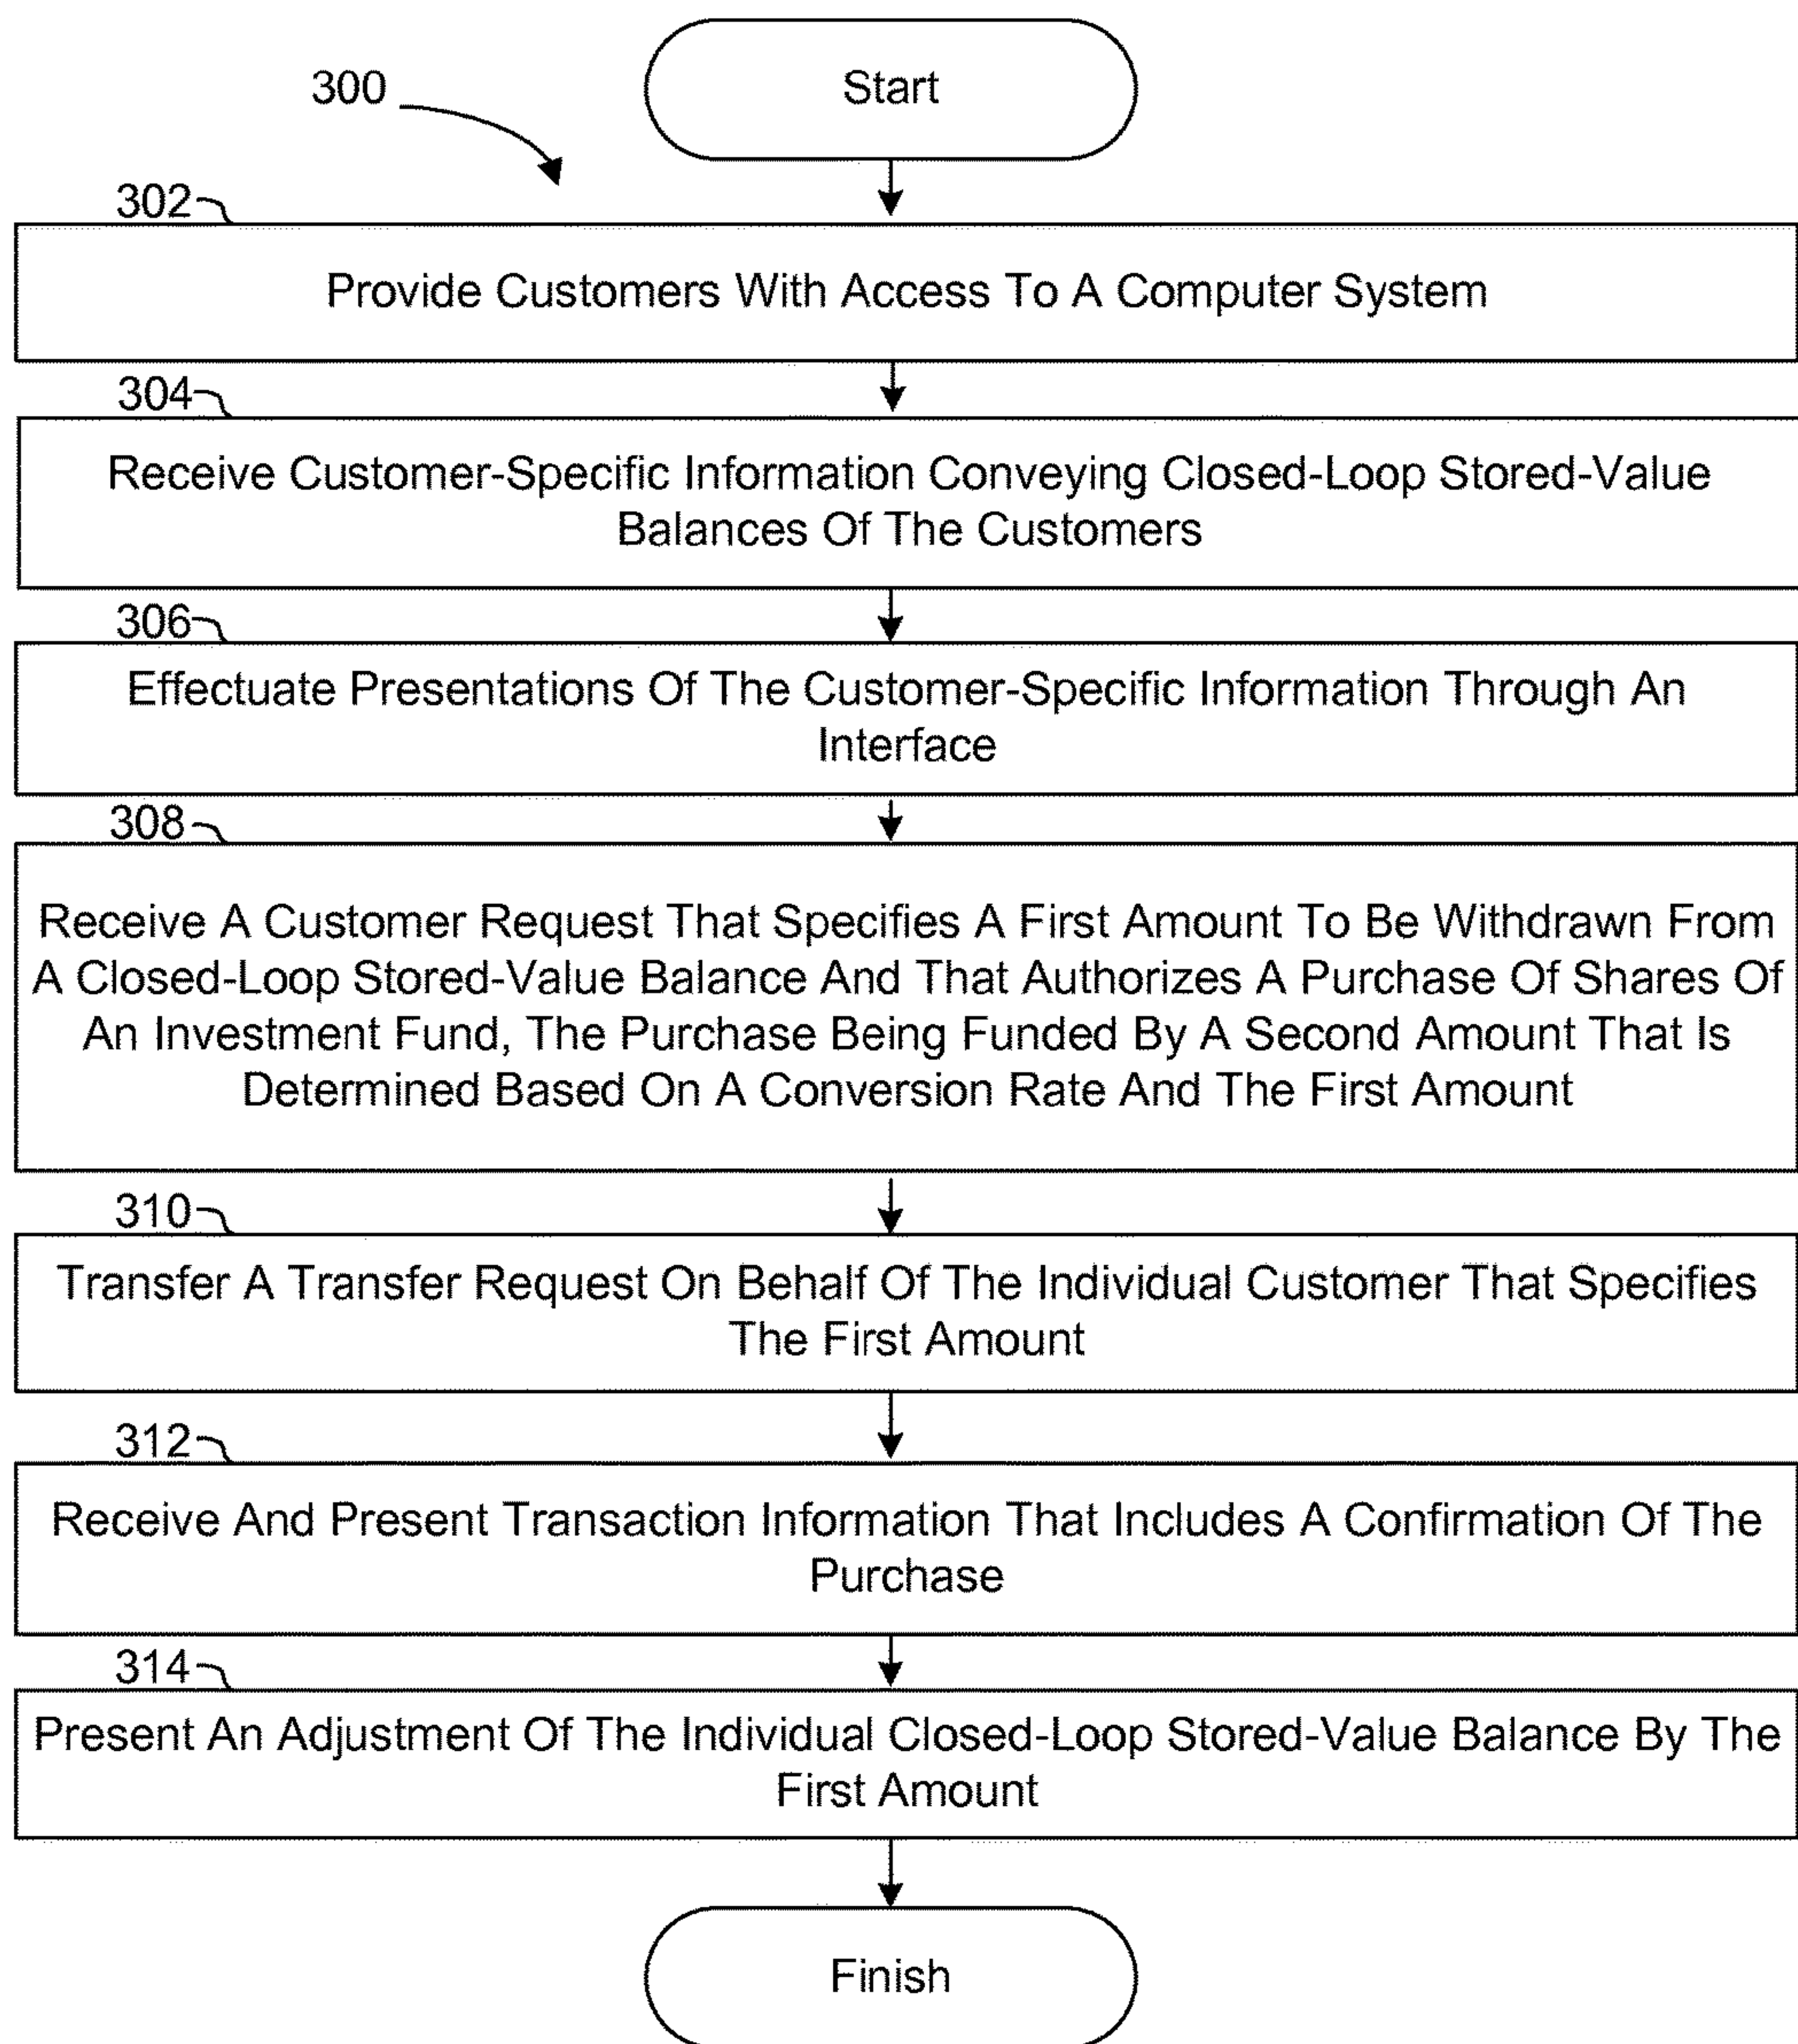 Start
300
302
Provide Customers With Access To A Computer System
304
Receive Customer-Specific Information Conveying Closed-Loop Stored-Value
Balances Of The Customers
306
Effectuate Presentations Of The Customer-Specific Information Through An
Interface
308
Receive A Customer Request That Specifies A First Amount To Be Withdrawn From
A Closed-Loop Stored-Value Balance And That Authorizes A Purchase Of Shares Of
An Investment Fund, The Purchase Being Funded By A Second Amount That Is
Determined Based On A Conversion Rate And The First Amount
310
Transfer A Transfer Request On Behalf Of The Individual Customer That Specifies
The First Amount
312
Receive And Present Transaction Information That Includes A Confirmation Of The
Purchase
314
Present An Adjustment Of The Individual Closed-Loop Stored-Value Balance By The
First Amount
Finish